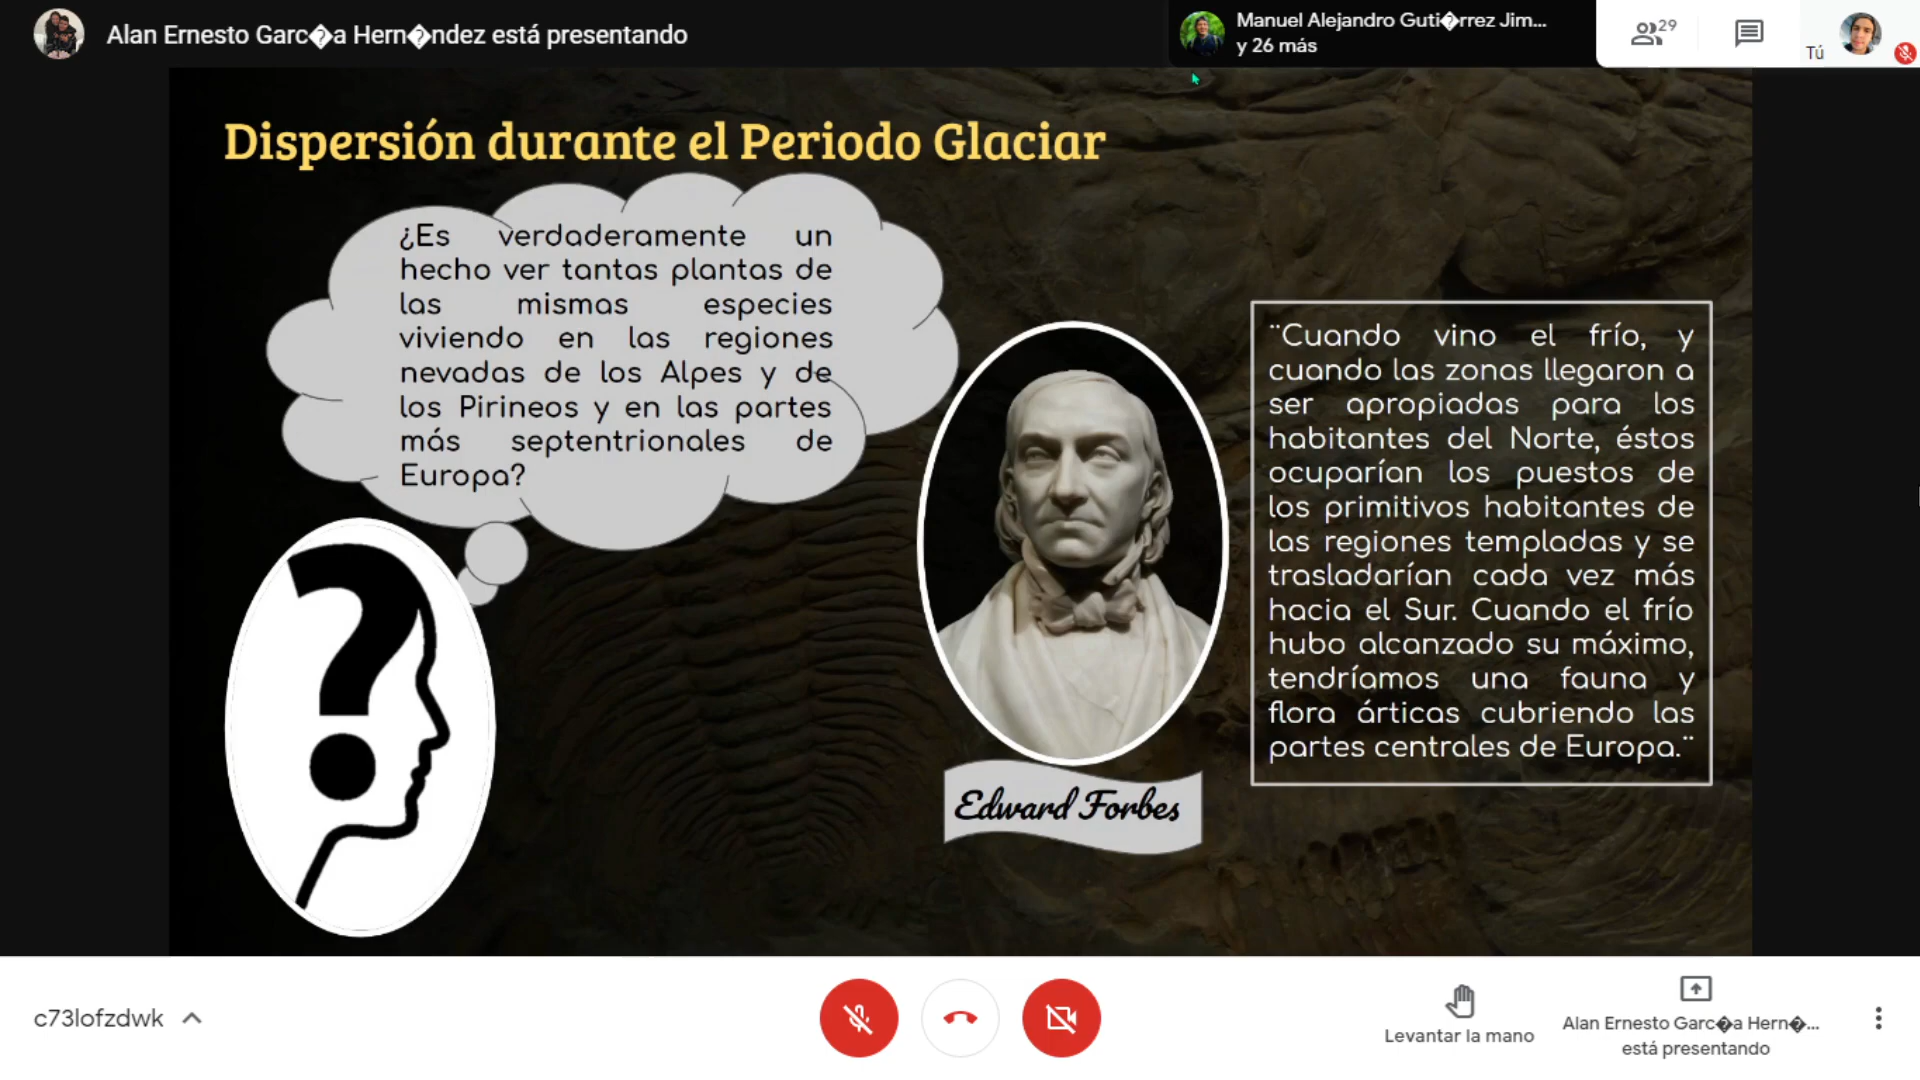 Alan Ernesto Garc�a Hern�ndez está presentando
Manuel Alejandro Guti�rrez Jim...
y 26 más
29
Tú
Dispersión durante el Periodo Glaciar
¿Es verdaderamente un
hecho ver tantas plantas de
las mismas especies
viviendo en las regiones
nevadas de los Alpes y de
los Pirineos y en las partes
más septentrionales de
Europa?
¨Cuando vino el frío, y
cuando las zonas llegaron a
ser apropiadas para los
habitantes del Norte, éstos
ocuparían los puestos de
los primitivos habitantes de
las regiones templadas y se
trasladarían cada vez más
hacia el Sur. Cuando el frío
hubo alcanzado su máximo,
tendríamos una fauna y
flora árticas cubriendo las
partes centrales de Europa.¨
Edward Forbes
c73lofzdwk
Levantar la mano
Alan Ernesto Garc�a Hern�...
está presentando